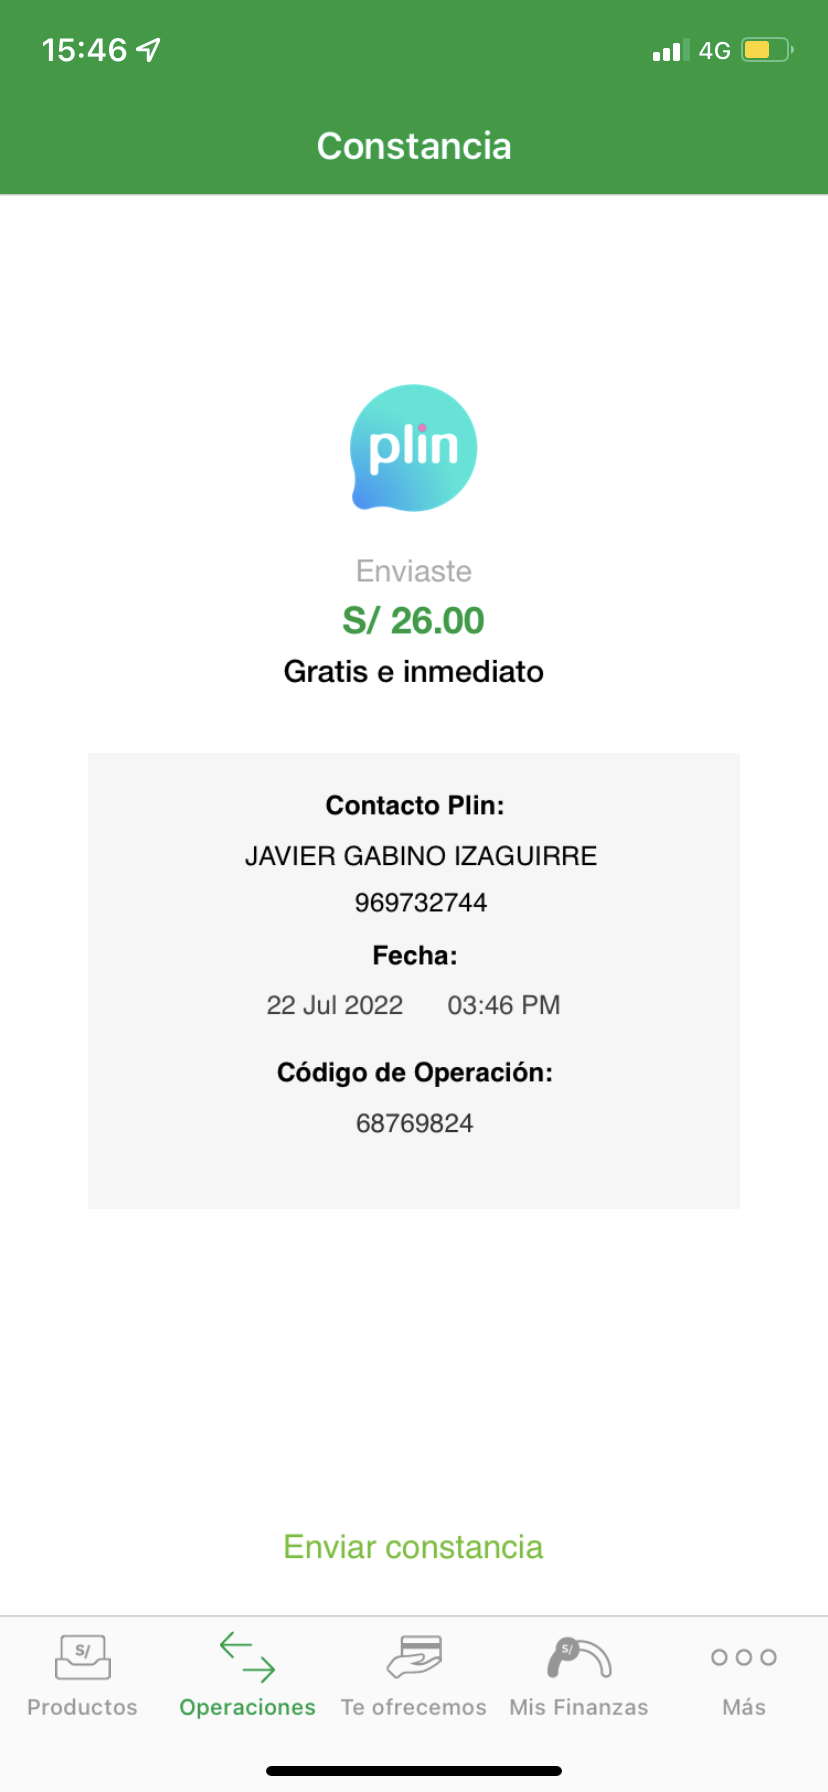 15:46
4G
Constancia
plin
Enviaste
S/ 26.00
Gratis e inmediato
Contacto Plin:
JAVIER GABINO IZAGUIRRE
969732744
Fecha:
22 Jul 2022 03:46 PM
Código de Operación:
68769824
Enviar constancia
S/ S/
Productos Operaciones Te ofrecemos Mis Finanzas Más